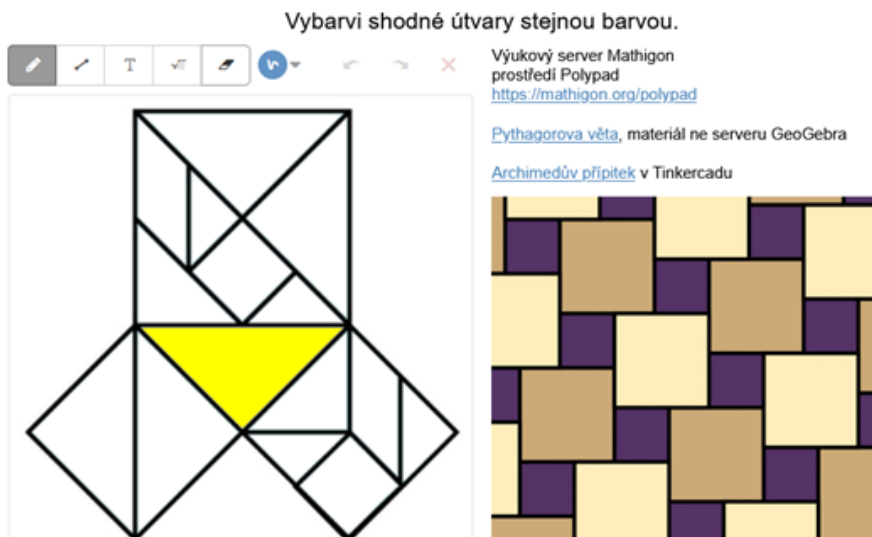 Vybarvi shodné útvary stejnou barvou.
T
Výukový server Mathigon
prostředí Polypad
https://mathigon.org/polypad
Pythagorova věta, materiál ne serveru GeoGebra
Archimedův přípitek v Tinkercadu